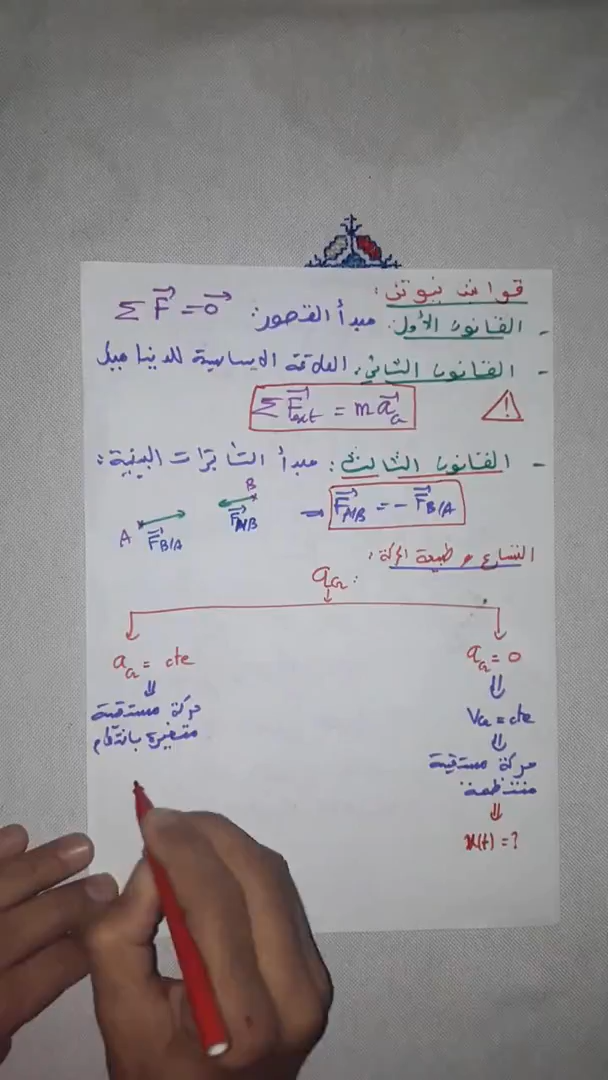 قوانين نيوتن:
- القانون الأول: مبدأ القصور: ΣF⃗ = 0⃗
- القانون الثاني: العلاقة الأساسية للديناميك
ΣF⃗ext = m a⃗G
- القانون الثالث: مبدأ التأثيرات البينية:
A F⃗B/A B F⃗A/B ⇒ F⃗A/B = - F⃗B/A
التسارع و طبيعة الحركة:
aG:
aG = cte
حركة مستقيمية
متغيرة بانتظام
aG = 0
VG = cte
حركة مستقيمية
منتظمة
x(t) = ?